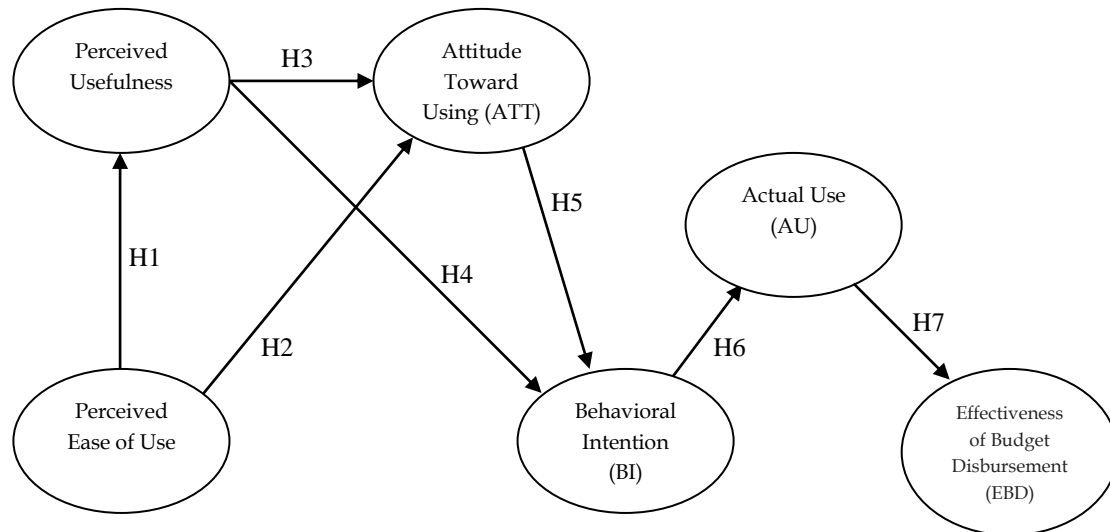 Perceived
Usefulness
H3
Attitude
Toward
Using (ATT)
H1
H2
H4
H5
Perceived
Ease of Use
Behavioral
Intention
(BI)
H6
Actual Use
(AU)
H7
Effectiveness
of Budget
Disbursement
(EBD)